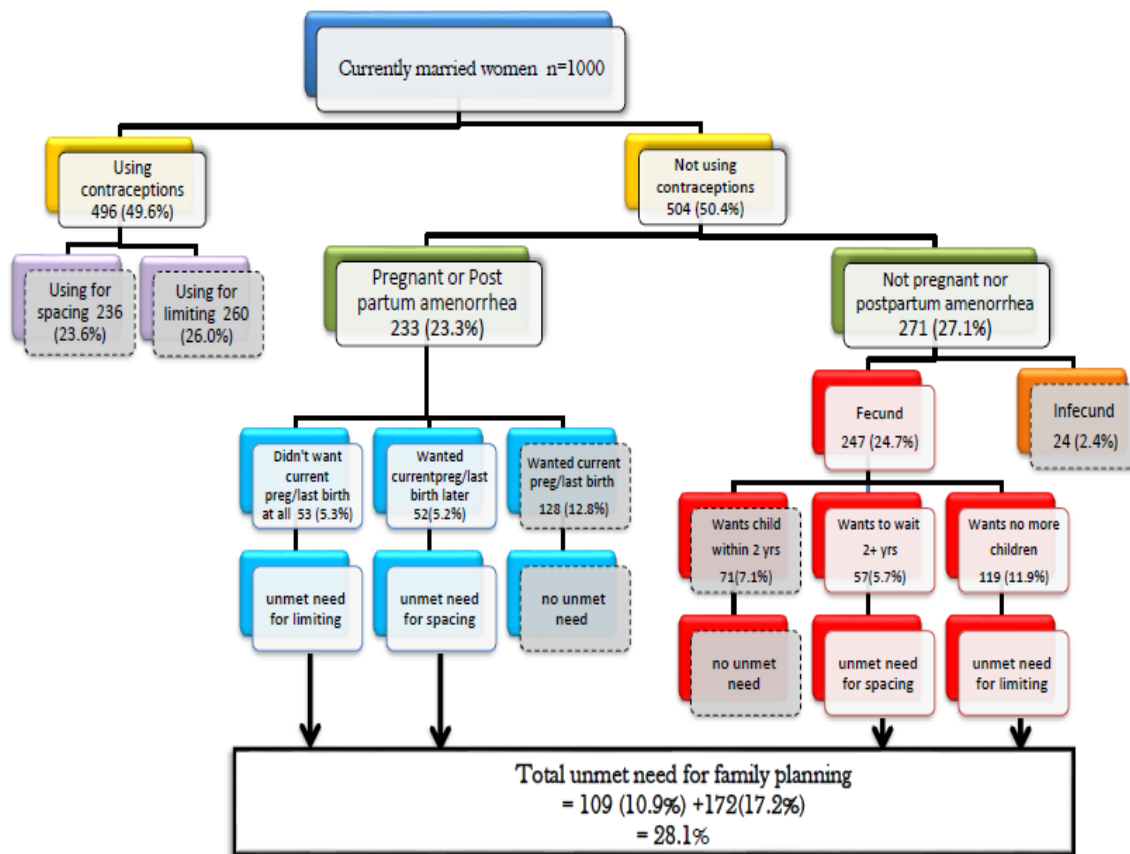 Currently married women n=1000
Using
contraceptions
496 (49.6%)
Not using
contraceptions
504 (50.4%)
Using for
spacing 236
(23.6%)
Using for
limiting 260
(26.0%)
Pregnant or Post
partum amenorrhea
233 (23.3%)
Not pregnant nor
postpartum amenorrhea
271 (27.1%)
Fecund
247 (24.7%)
Infecund
24 (2.4%)
Didn't want
current
preg/last birth
at all 53 (5.3%)
Wanted
currentpreg/last
birth later
52(5.2%)
Wanted current
preg/last birth
128 (12.8%)
Wants child
within 2 yrs
71(7.1%)
Wants to wait
2+ yrs
57(5.7%)
Wants no more
children
119 (11.9%)
unmet need
for limiting
unmet need
for spacing
no unmet
need
no unmet
need
unmet need
for spacing
unmet need
for limiting
Total unmet need for family planning
= 109 (10.9%) +172(17.2%)
= 28.1%